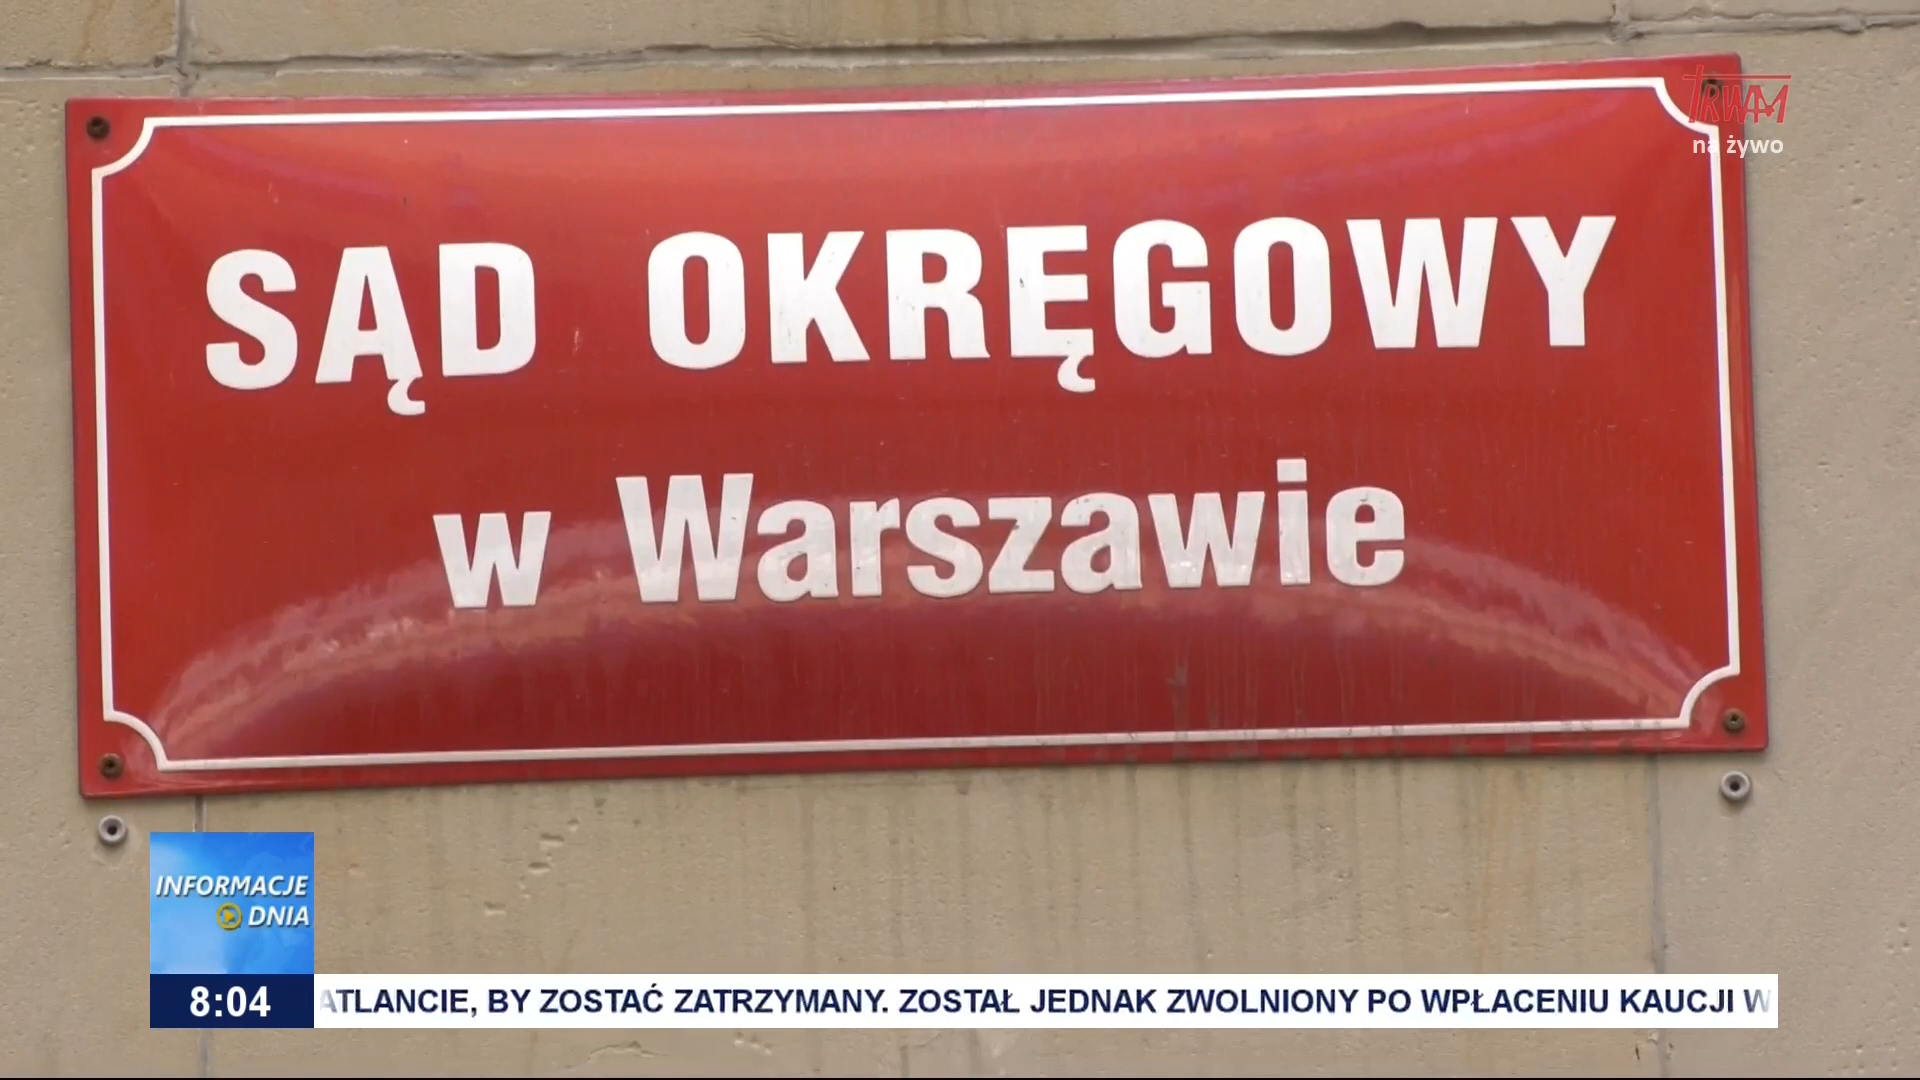 TRWAM
na żywo
SĄD OKRĘGOWY
w Warszawie
INFORMACJE
DNIA
8:04
ATLANCIE, BY ZOSTAĆ ZATRZYMANY. ZOSTAŁ JEDNAK ZWOLNIONY PO WPŁACENIU KAUCJI W